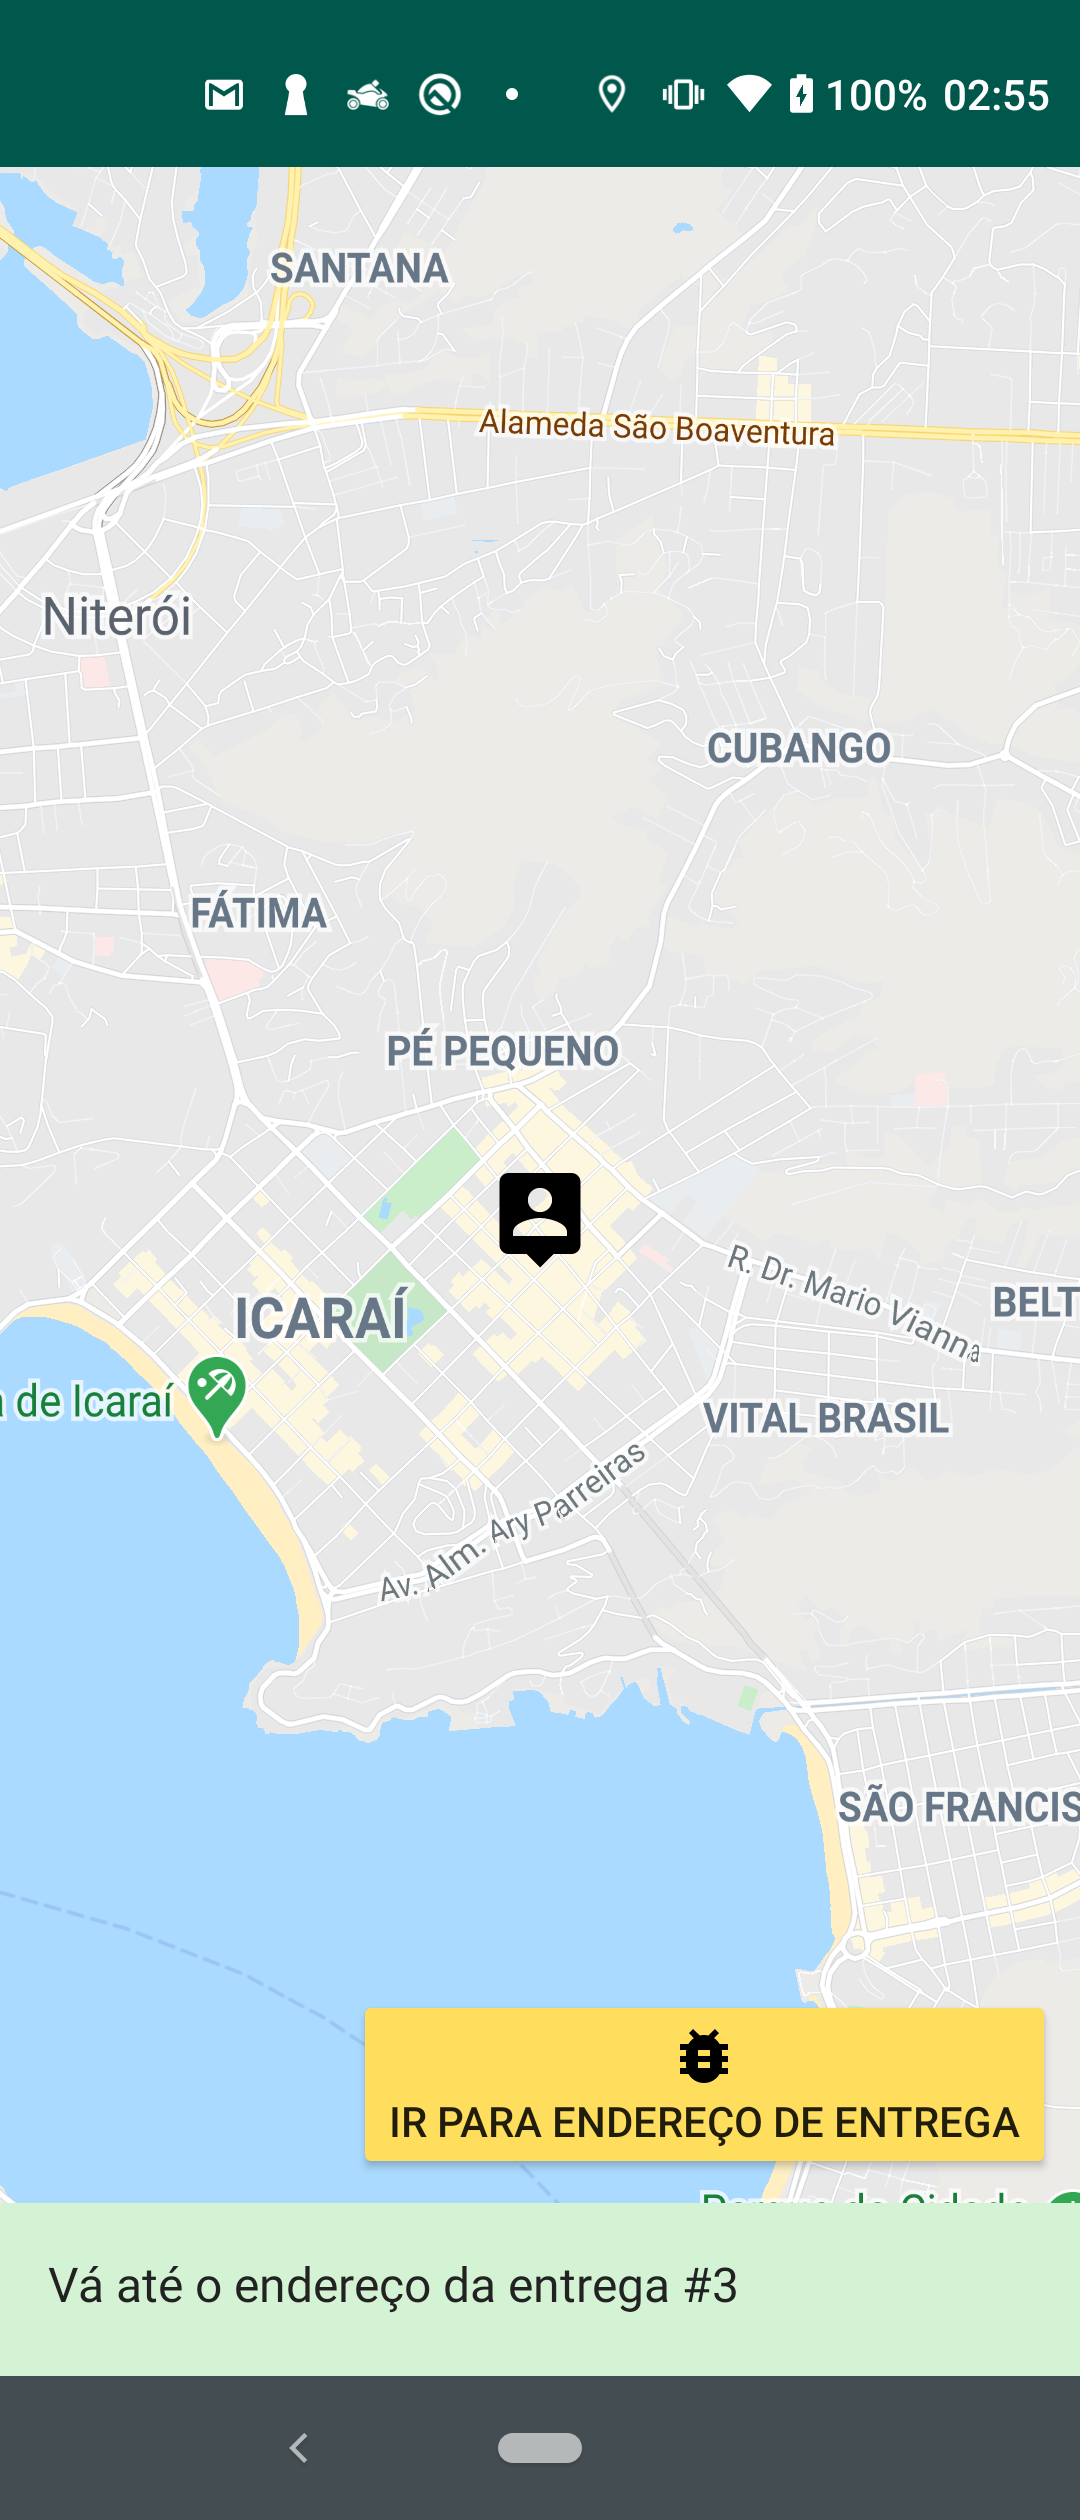 100% 02:55
SANTANA
Alameda São Boaventura
Niterói
CUBANGO
FÁTIMA
PÉ PEQUENO
R. Dr. Mario Vianna
BELT
ICARAÍ
de Icaraí
VITAL BRASIL
Av. Alm. Ary Parreiras
SÃO FRANCIS
IR PARA ENDEREÇO DE ENTREGA
Vá até o endereço da entrega #3